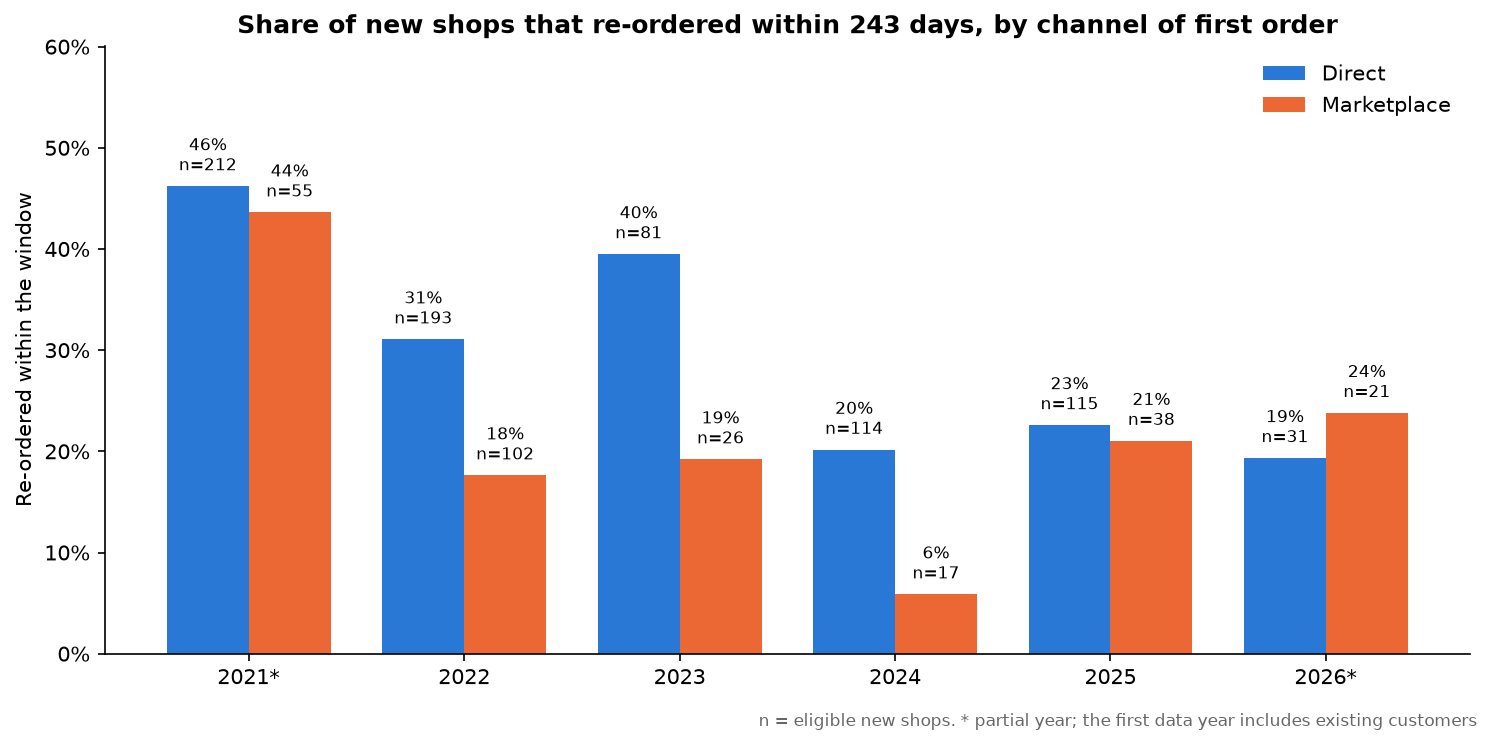 Share of new shops that re-ordered within 243 days, by channel of first order
Direct
Marketplace
Re-ordered within the window
60%
50%
40%
30%
20%
10%
0%
46%
n=212
44%
n=55
31%
n=193
18%
n=102
40%
n=81
19%
n=26
20%
n=114
6%
n=17
23%
n=115
21%
n=38
19%
n=31
24%
n=21
2021*
2022
2023
2024
2025
2026*
n = eligible new shops. * partial year; the first data year includes existing customers